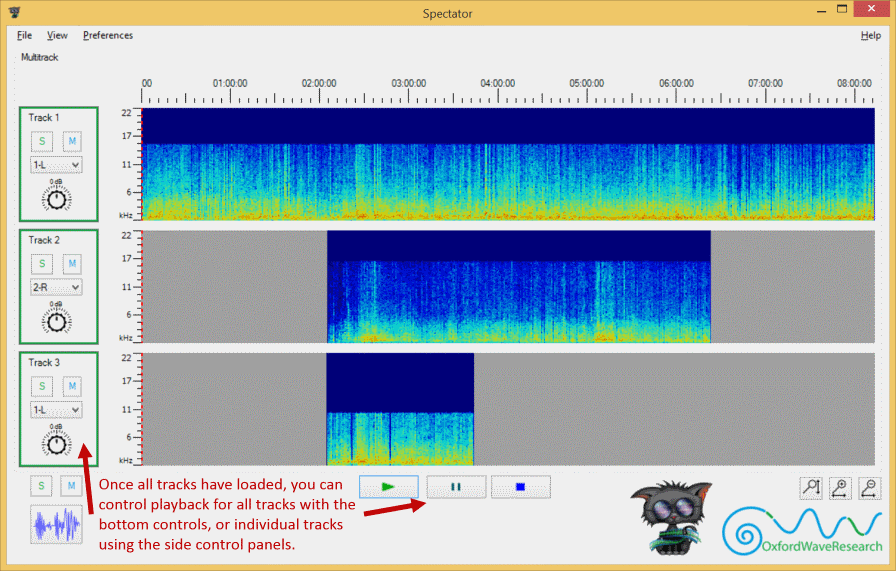 Spectator
File View Preferences Help
Multitrack
00 01:00:00 02:00:00 03:00:00 04:00:00 05:00:00 06:00:00 07:00:00 08:00:00
Track 1
S M
1-L
0 dB
22
17
11
6
kHz
Track 2
S M
2-R
0 dB
22
17
11
6
kHz
Track 3
S M
1-L
0 dB
22
17
11
6
kHz
S M
Once all tracks have loaded, you can
control playback for all tracks with the
bottom controls, or individual tracks
using the side control panels.
OxfordWaveResearch